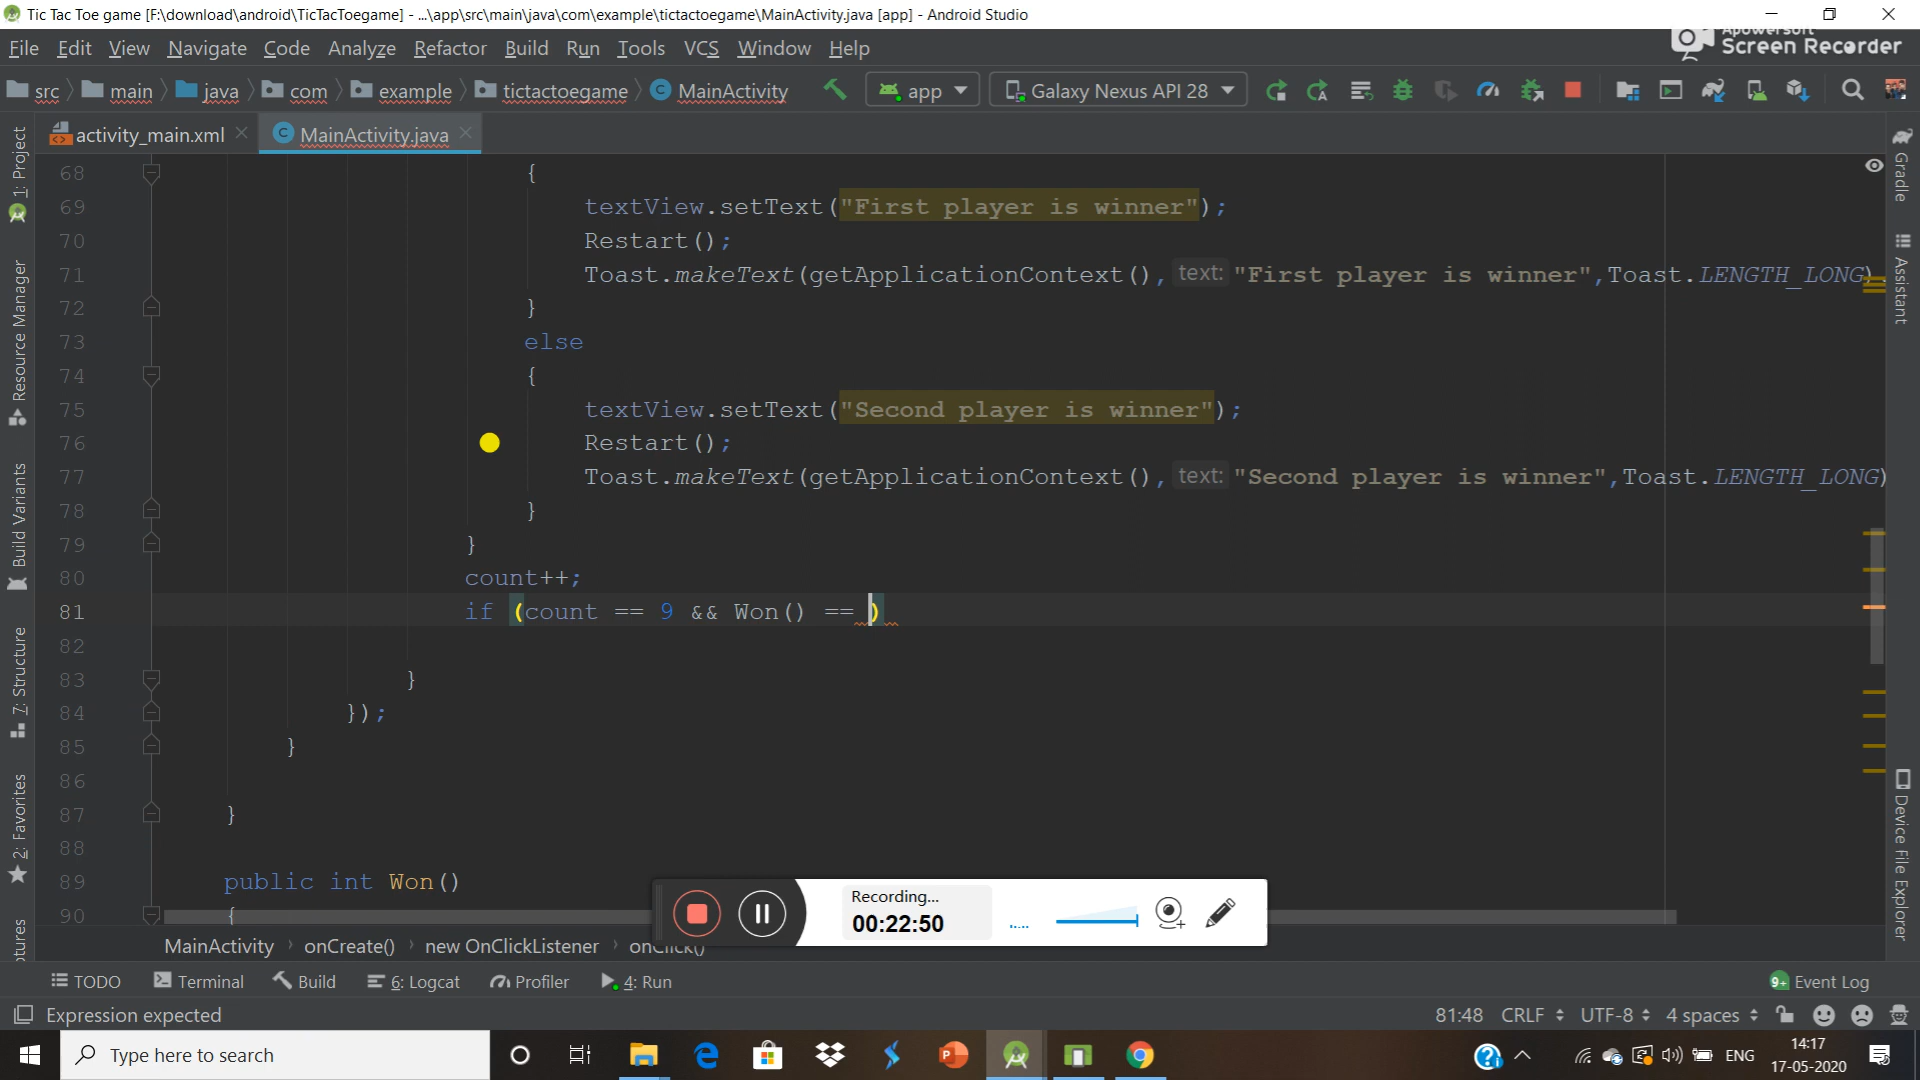 Tic Tac Toe game [F:\download\android\TicTacToegame] - ...\app\src\main\java\com\example\tictactoegame\MainActivity.java [app] - Android Studio
File Edit View Navigate Code Analyze Refactor Build Run Tools VCS Window Help
Apowersoft
Screen Recorder
src main java com example tictactoegame MainActivity app Galaxy Nexus API 28
activity_main.xml MainActivity.java
68 {
69 textView.setText("First player is winner");
70 Restart();
71 Toast.makeText(getApplicationContext(), text: "First player is winner",Toast.LENGTH_LONG)
72 }
73 else
74 {
75 textView.setText("Second player is winner");
76 Restart();
77 Toast.makeText(getApplicationContext(), text: "Second player is winner",Toast.LENGTH_LONG)
78 }
79 }
80 count++;
81 if (count == 9 && Won() == )
82
83 }
84 });
85 }
86
87 }
88
89 public int Won()
90 {
1: Project
Resource Manager
Build Variants
7: Structure
2: Favorites
Gradle
Assistant
Device File Explorer
Recording...
00:22:50
MainActivity onCreate() new OnClickListener onClick()
TODO Terminal Build 6: Logcat Profiler 4: Run 9+ Event Log
Expression expected 81:48 CRLF UTF-8 4 spaces
Type here to search
ENG
14:17
17-05-2020